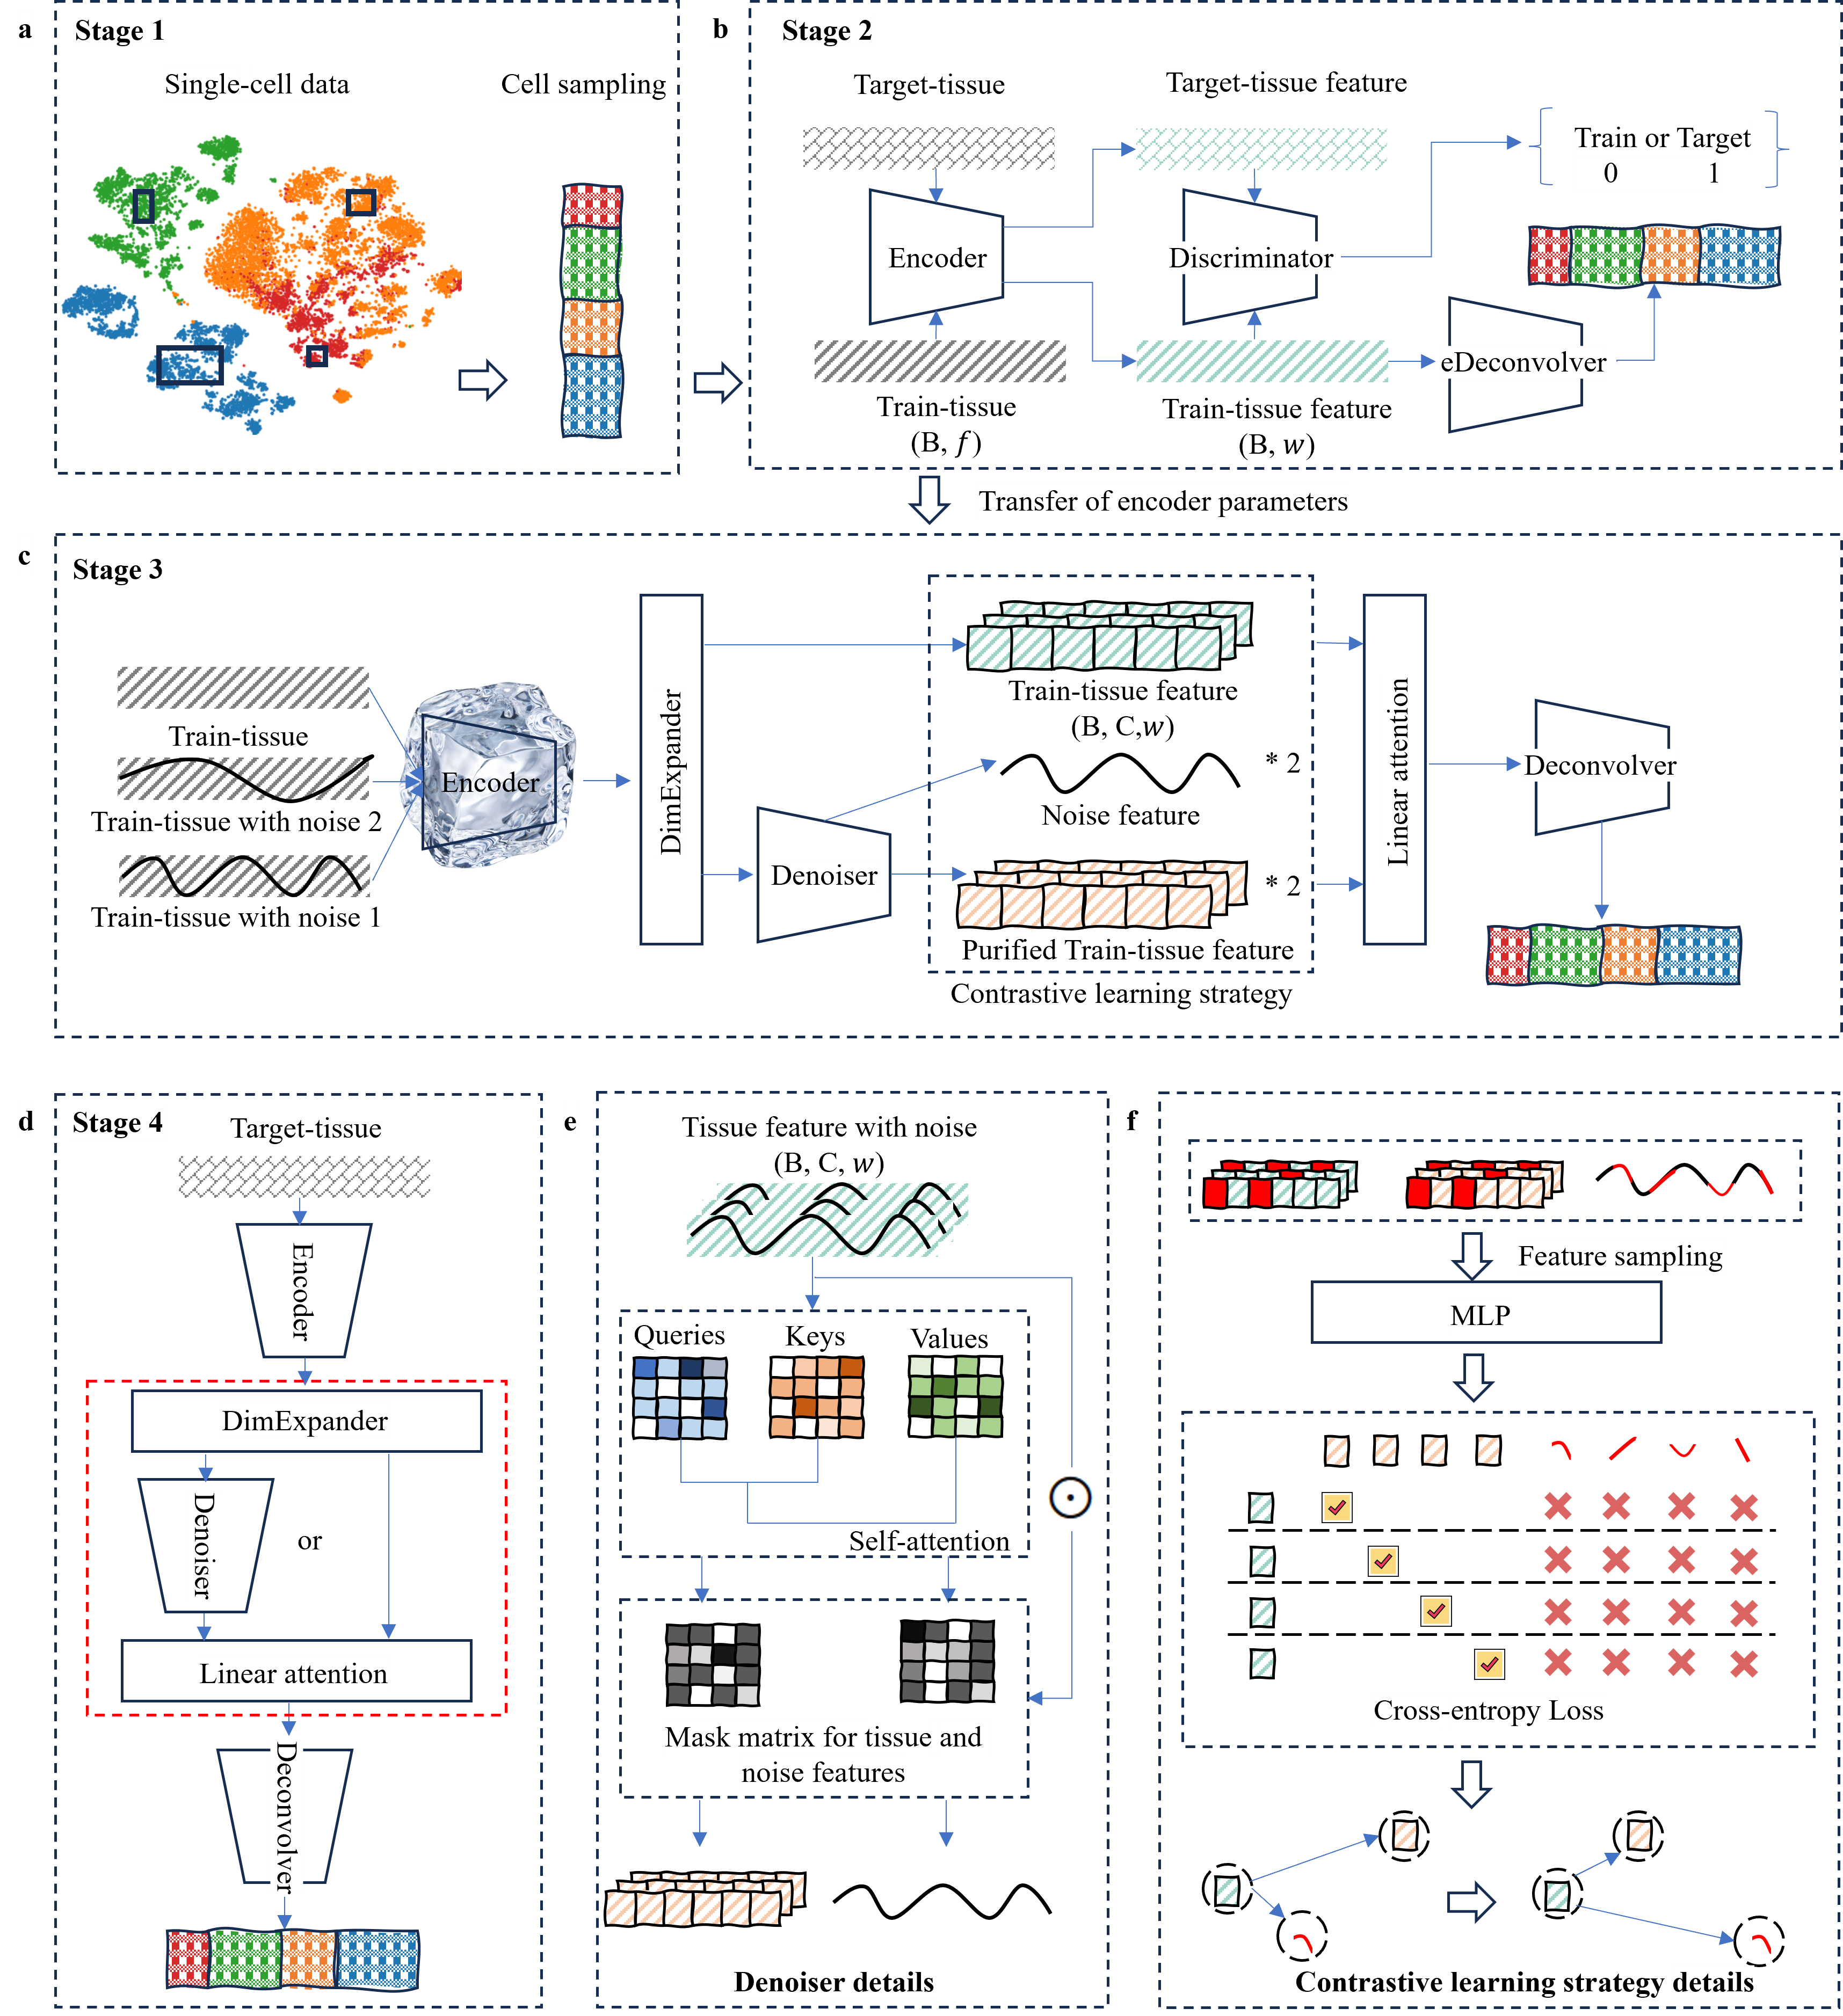 a
Stage 1
Single-cell data
Cell sampling
b
Stage 2
Target-tissue
Target-tissue feature
Train or Target
0 1
Encoder
Discriminator
eDeconvolver
Train-tissue
(B, f)
Train-tissue feature
(B, w)
Transfer of encoder parameters
c
Stage 3
Train-tissue
Train-tissue with noise 2
Train-tissue with noise 1
Encoder
DimExpander
Denoiser
Train-tissue feature
(B, C,w)
* 2
Noise feature
* 2
Purified Train-tissue feature
Contrastive learning strategy
Linear attention
Deconvolver
d
Stage 4
Target-tissue
Encoder
DimExpander
Denoiser
or
Linear attention
Deconvolver
e
Tissue feature with noise
(B, C, w)
Queries
Keys
Values
Self-attention
Mask matrix for tissue and
noise features
Denoiser details
f
Feature sampling
MLP
Cross-entropy Loss
Contrastive learning strategy details